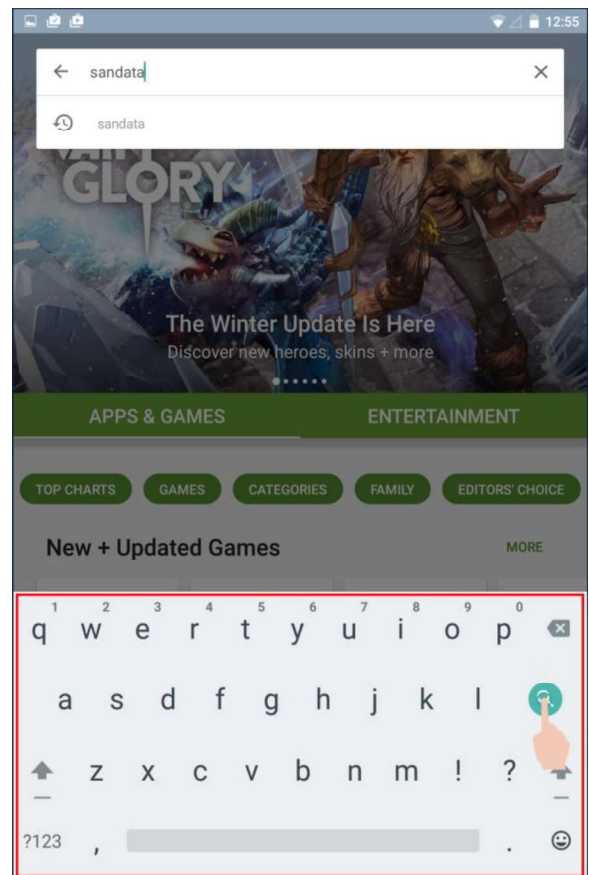 12:55
sandata
sandata
VAIN
GLORY
The Winter Update Is Here
Discover new heroes, skins + more
APPS & GAMES ENTERTAINMENT
TOP CHARTS GAMES CATEGORIES FAMILY EDITORS' CHOICE
New + Updated Games MORE
1 2 3 4 5 6 7 8 9 0
q w e r t y u i o p
a s d f g h j k l
z x c v b n m ! ?
?123 , .